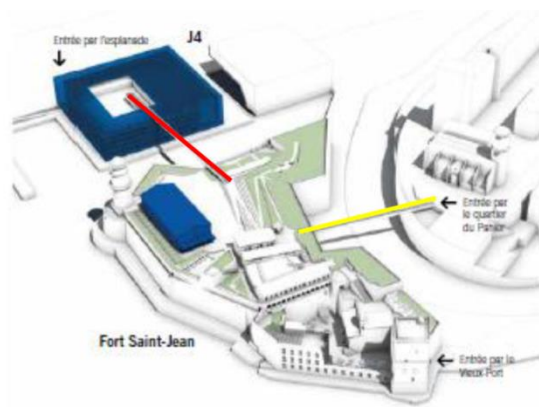 Entrée par l'esplanade
J4
Entrée par
le quartier
du Panier
Fort Saint-Jean
Entrée par le
Vieux-Port